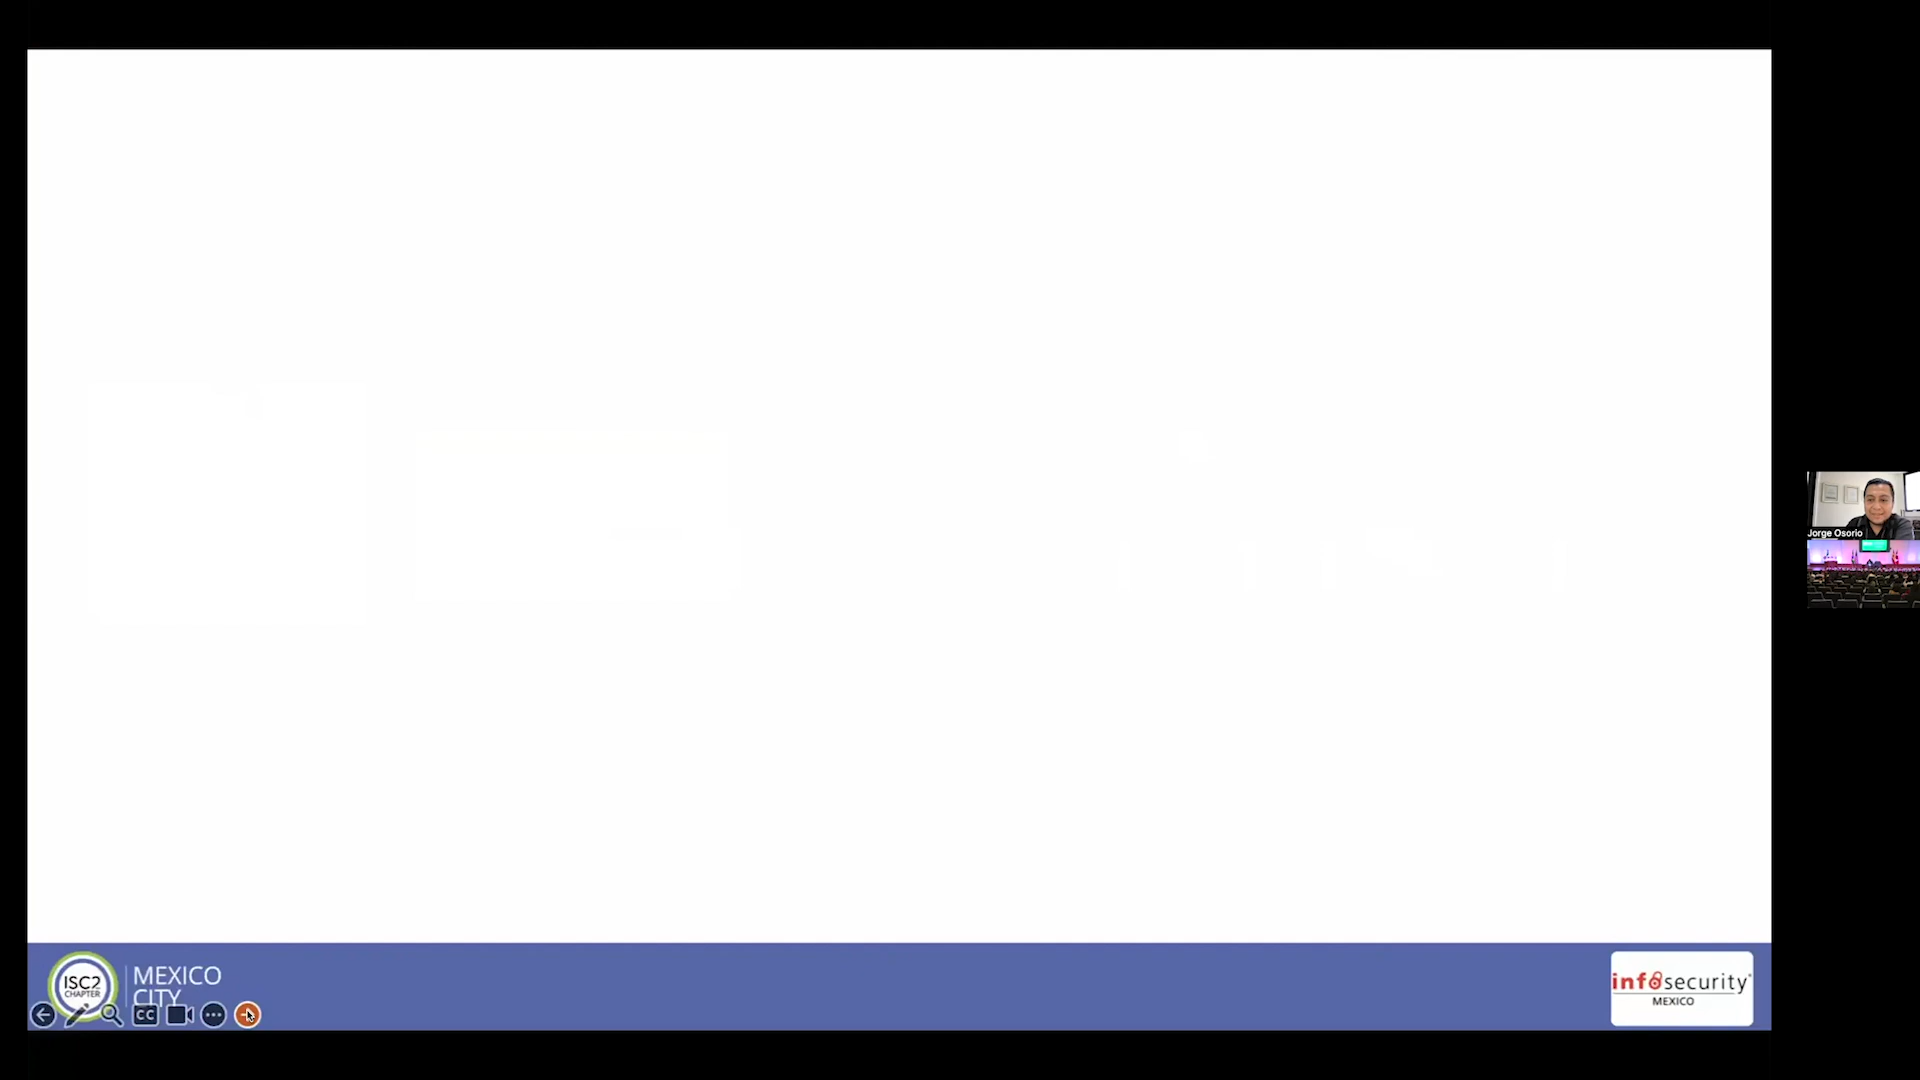 Jorge Osorio
ISC2
CHAPTER
MEXICO
CITY
CC
infosecurity
MEXICO